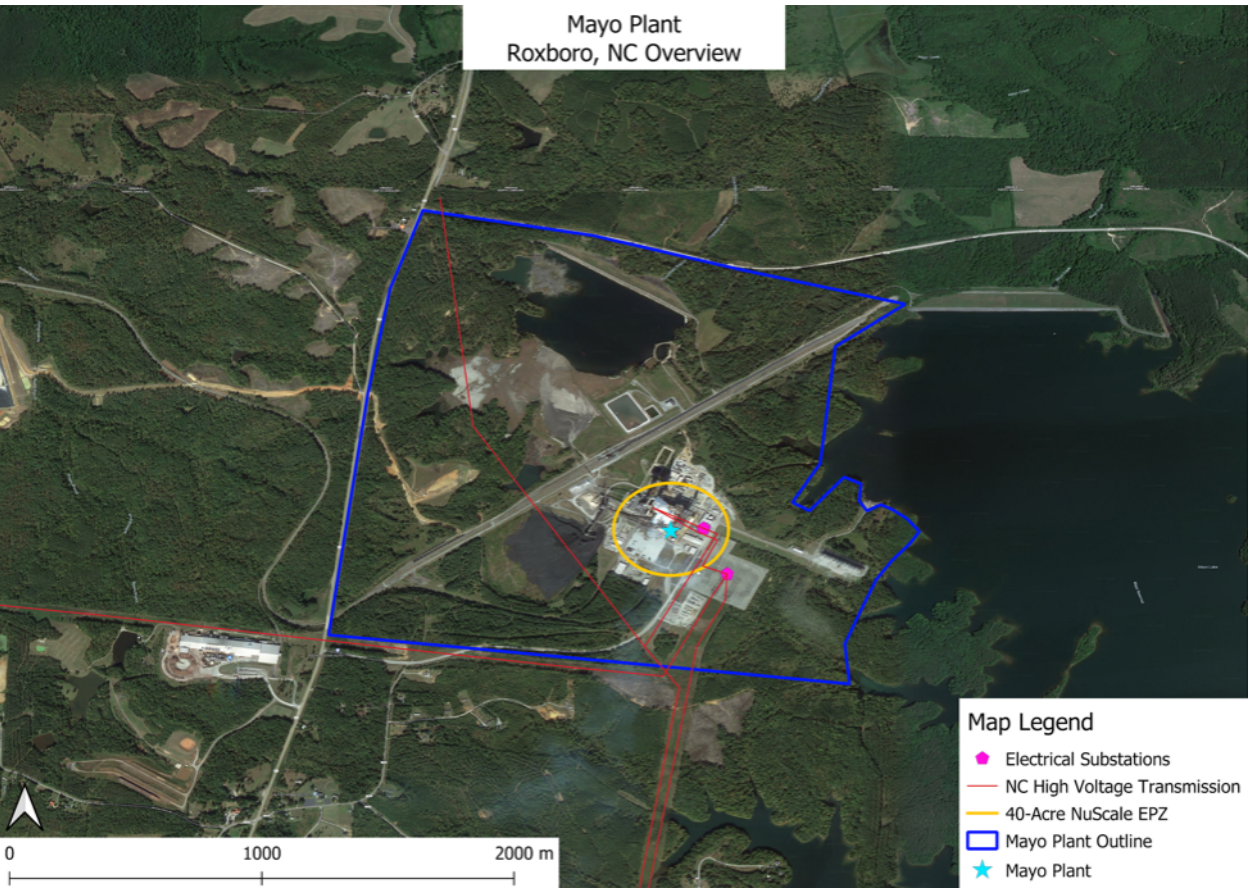 Mayo Plant
Roxboro, NC Overview
Map Legend
Electrical Substations
NC High Voltage Transmission
40-Acre NuScale EPZ
Mayo Plant Outline
Mayo Plant
0 1000 2000 m